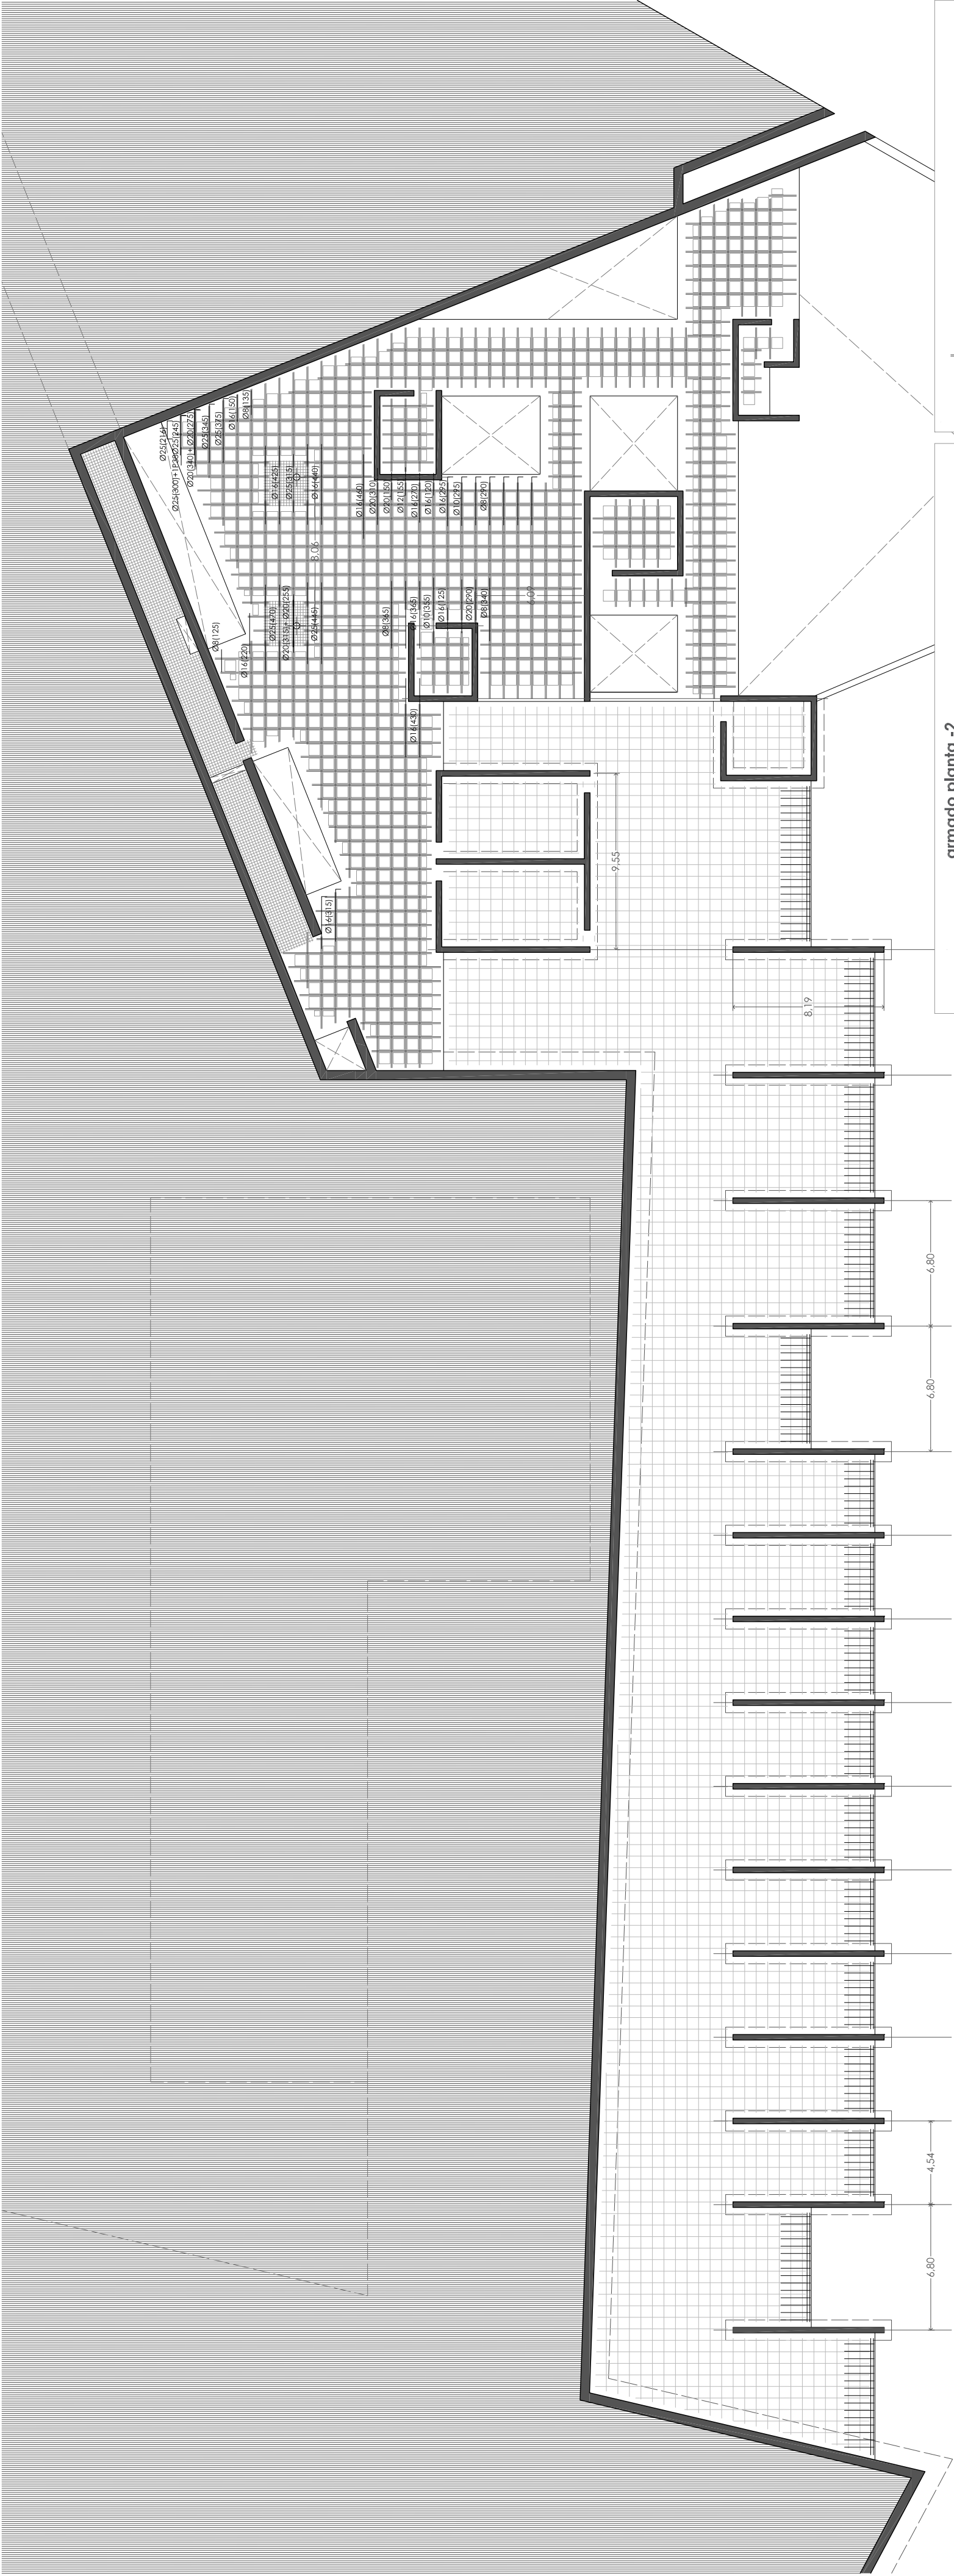 Ø25(216)
Ø25(300)+1P28Ø25(245)
Ø20(340)+ Ø20(275)
Ø25(345)
Ø25(375)
Ø16(150)
Ø8(135)
Ø16(425)
Ø25(315)
Ø16(440)
8,06
Ø16(460)
Ø20(310)
Ø20(150)
Ø12(155)
Ø16(270)
Ø16(120)
Ø16(295)
Ø10(295)
Ø8(290)
Ø8(125)
Ø16(220)
Ø25(470)
Ø20(315)+ Ø20(255)
Ø25(445)
Ø8(365)
Ø16(365)
Ø10(355)
Ø16(125)
Ø20(290)
Ø8(340)
Ø16(430)
Ø16(315)
9,55
8,19
6,80
6,80
4,54
6,80
armado planta -2